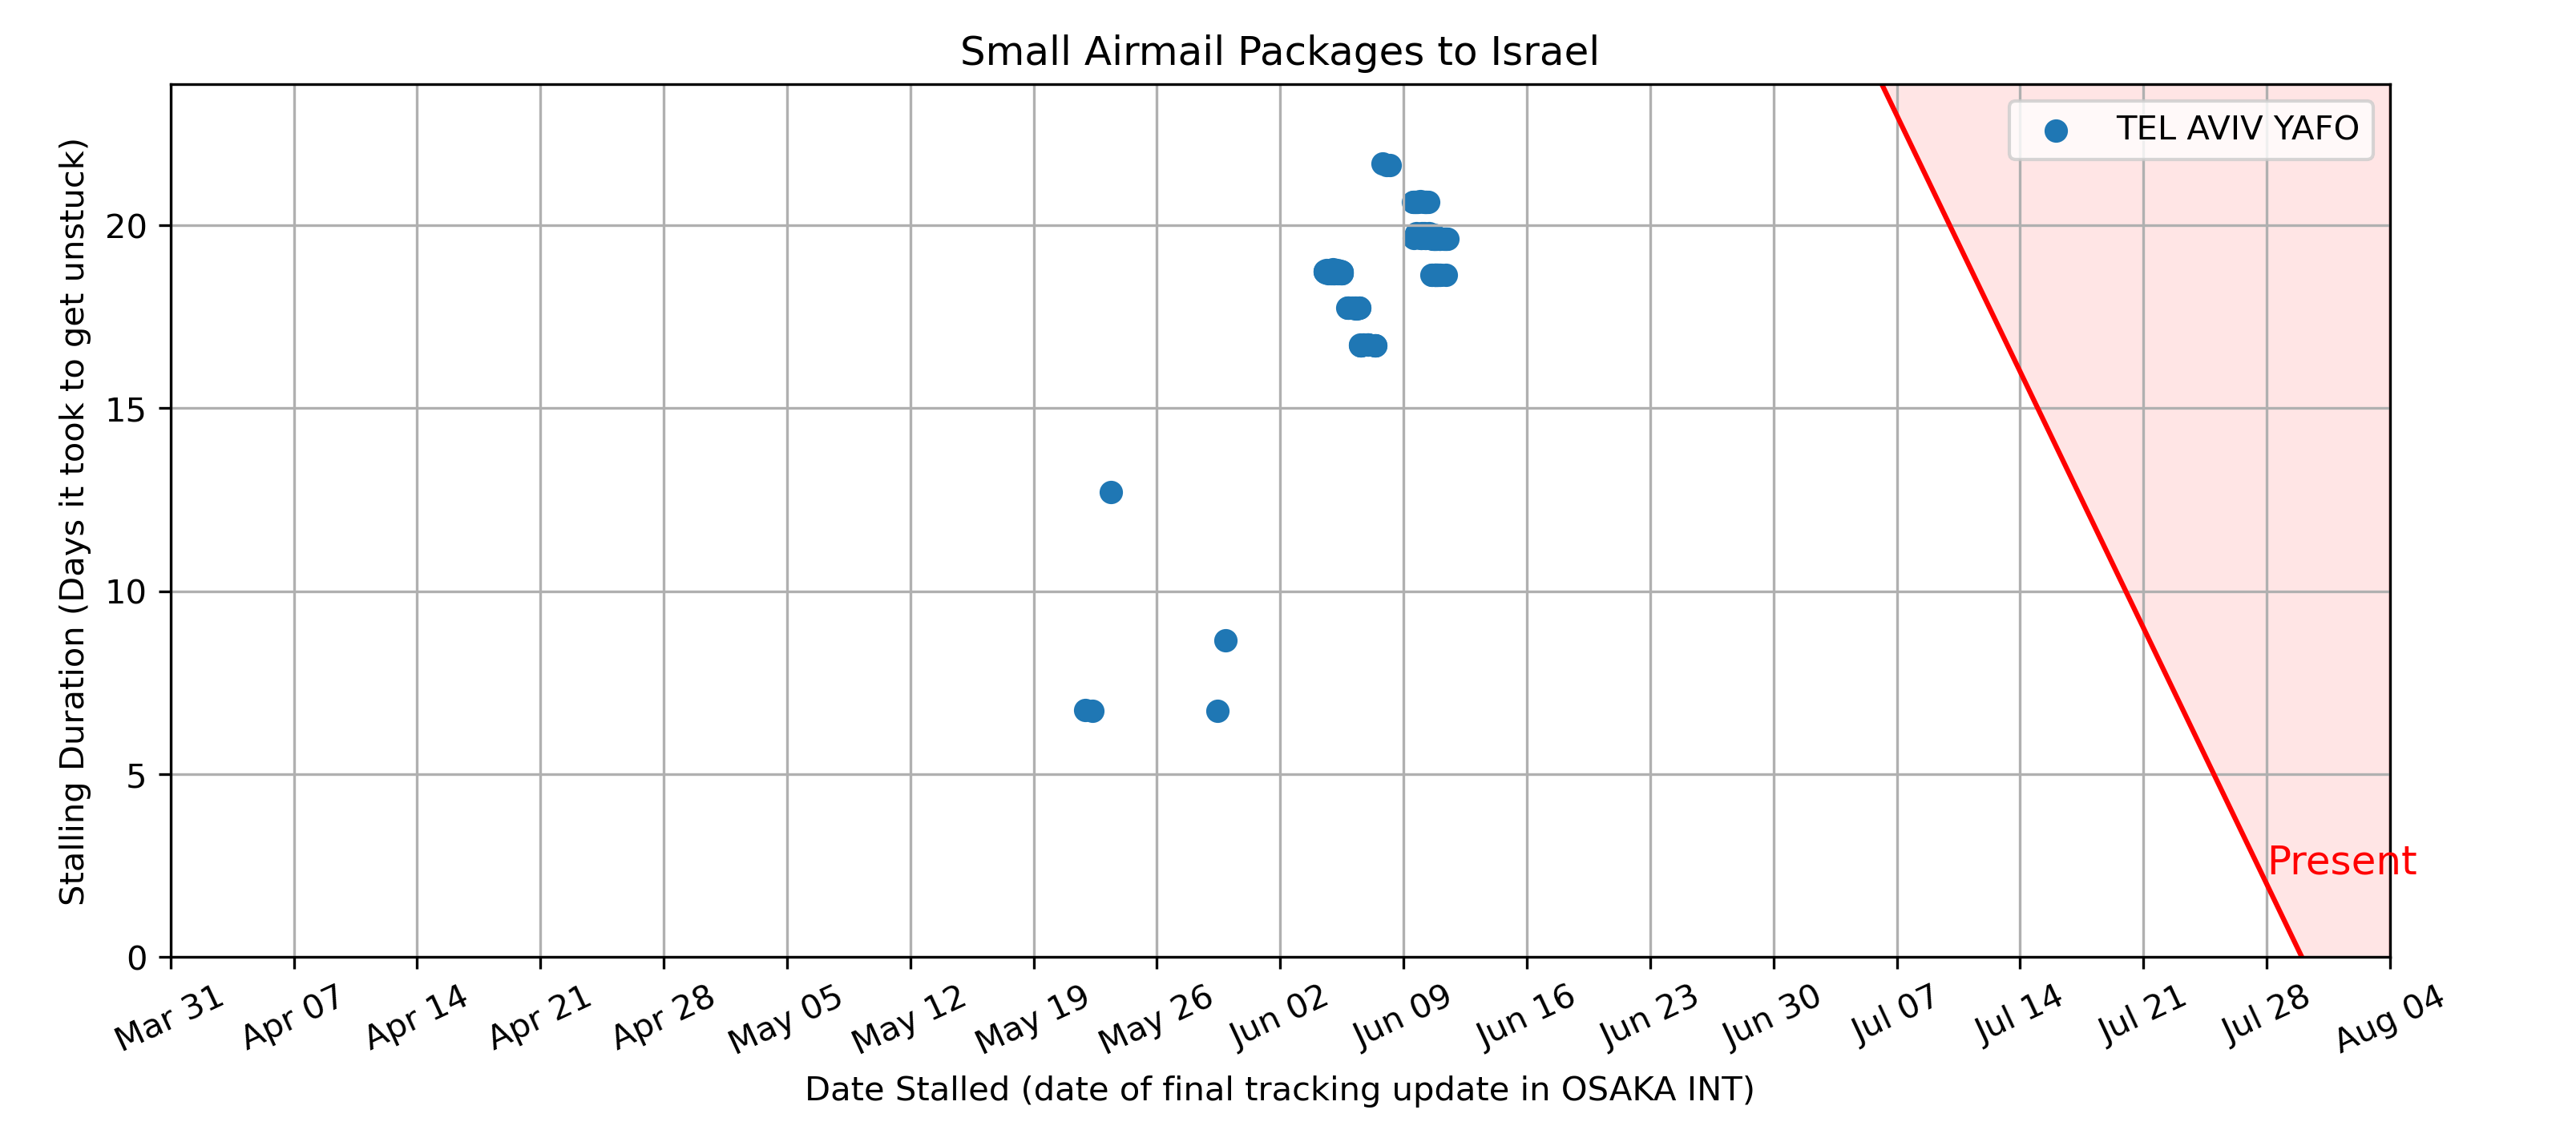 Small Airmail Packages to Israel
TEL AVIV YAFO
Stalling Duration (Days it took to get unstuck)
20
15
10
5
0
Present
Mar 31
Apr 07
Apr 14
Apr 21
Apr 28
May 05
May 12
May 19
May 26
Jun 02
Jun 09
Jun 16
Jun 23
Jun 30
Jul 07
Jul 14
Jul 21
Jul 28
Aug 04
Date Stalled (date of final tracking update in OSAKA INT)